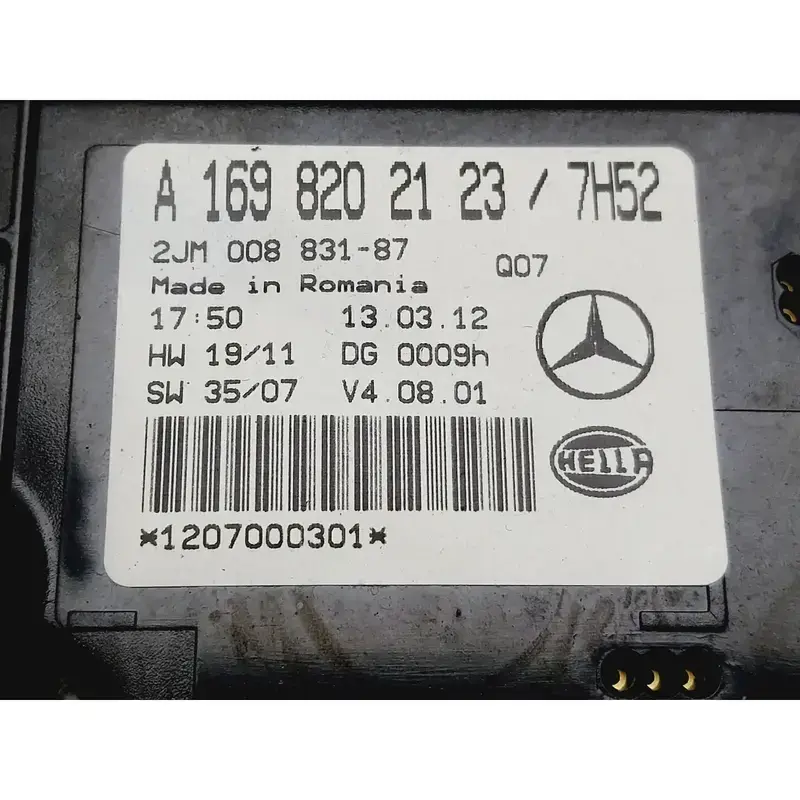 A 169 820 21 23 / 7H52
2JM 008 831-87
Q07
Made in Romania
17:50 13.03.12
HW 19/11 DG 0009h
SW 35/07 V4.08.01
HELLA
*1207000301*